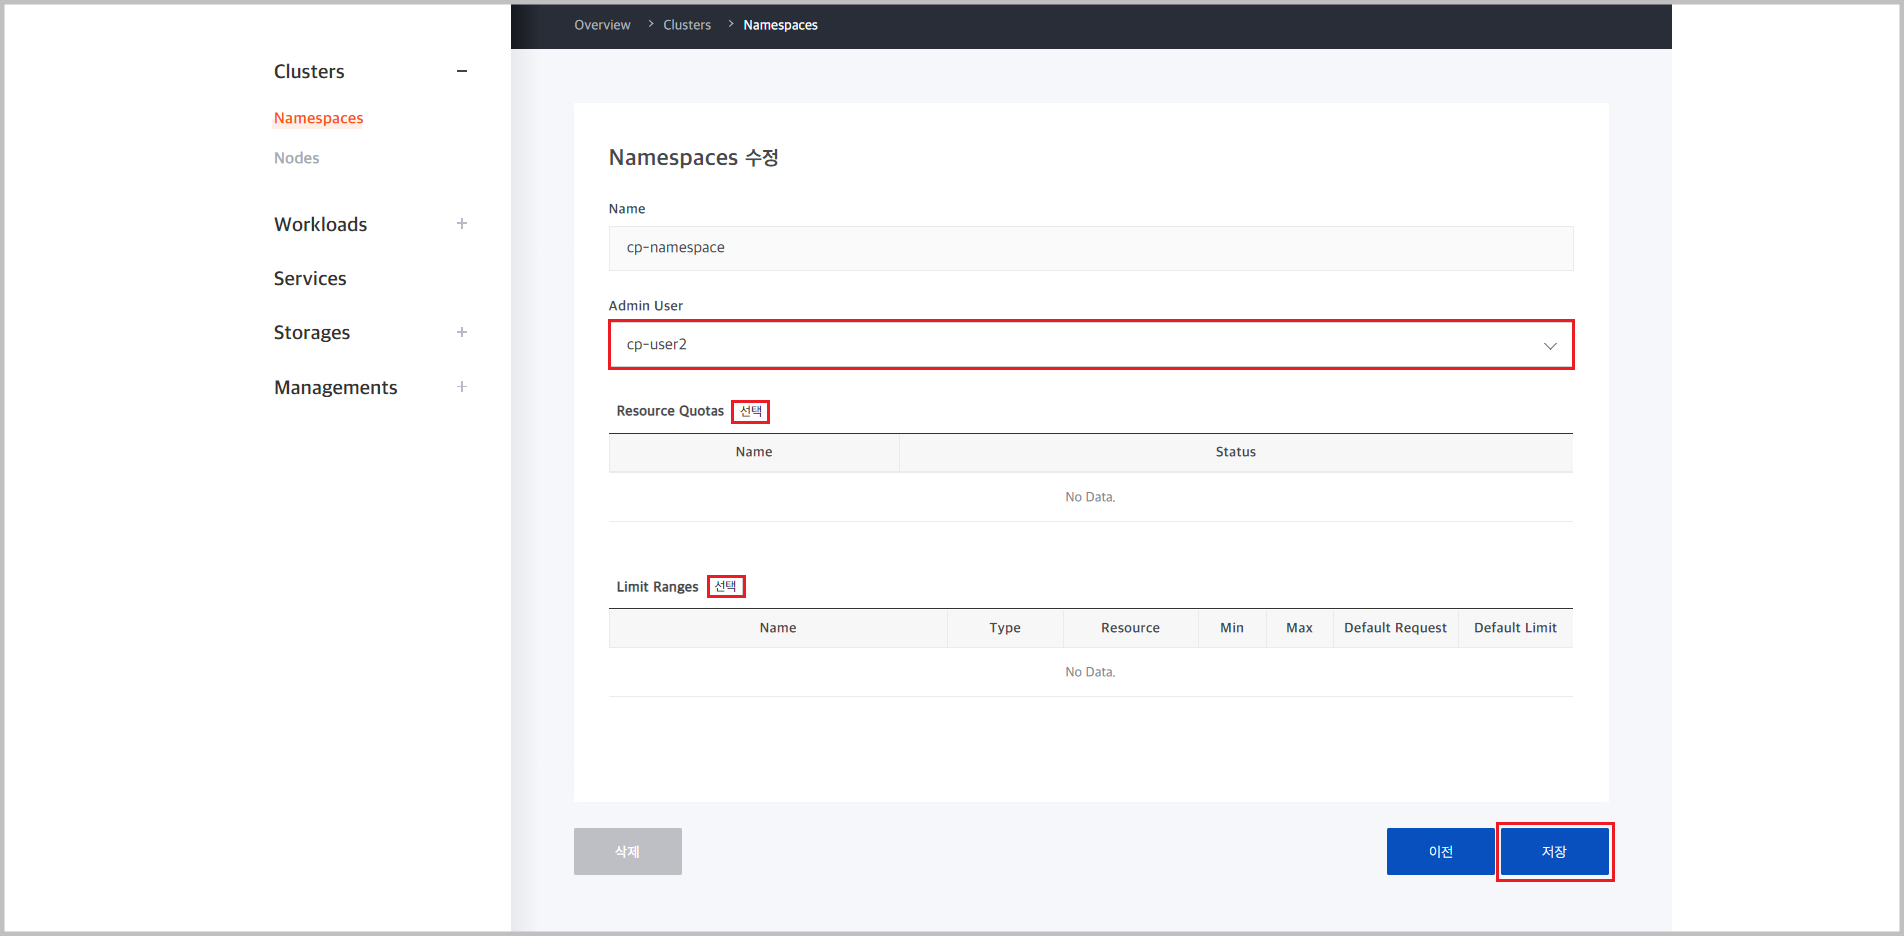 Overview > Clusters > Namespaces
Clusters
Namespaces
Nodes
Workloads
Services
Storages
Managements
Namespaces 수정
Name
cp-namespace
Admin User
cp-user2
Resource Quotas 선택
Name Status
No Data.
Limit Ranges 선택
Name Type Resource Min Max Default Request Default Limit
No Data.
삭제 이전 저장